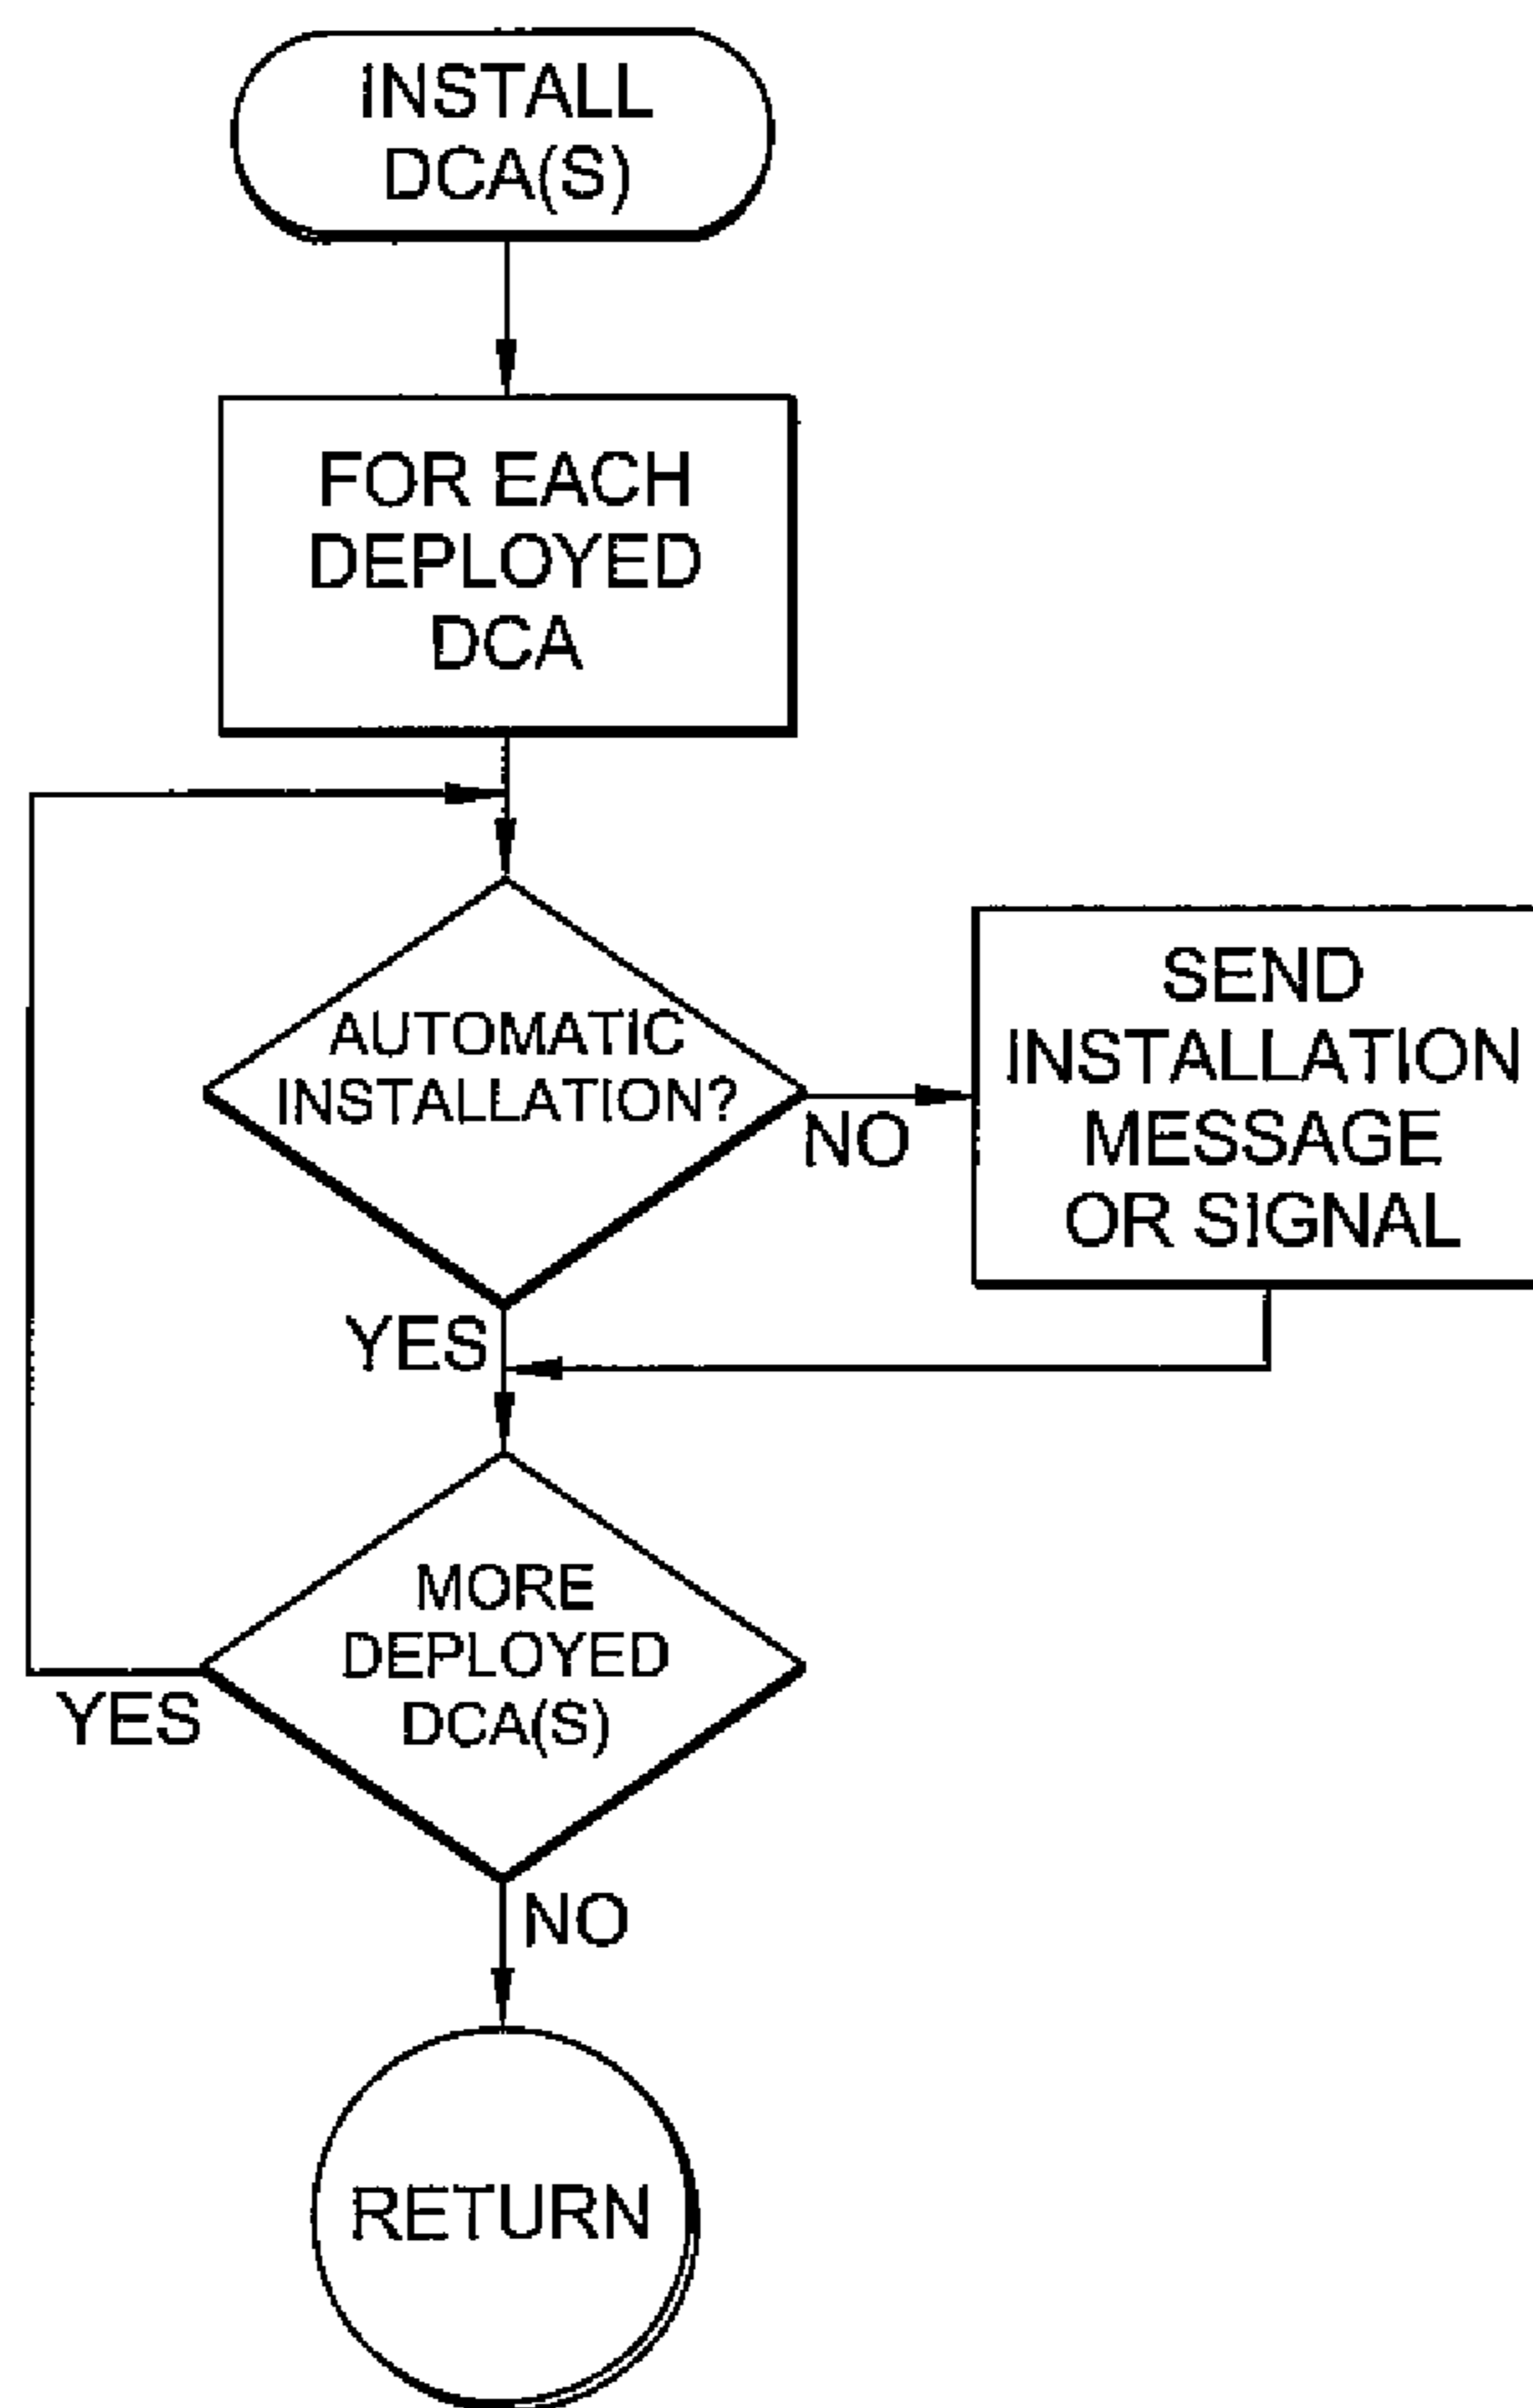 INSTALL
DCA(S)
FOR EACH
DEPLOYED
DCA
AUTOMATIC
INSTALLATION?
NO
SEND
INSTALLATION
MESSAGE
OR SIGNAL
YES
MORE
DEPLOYED
DCA(S)
YES
NO
RETURN